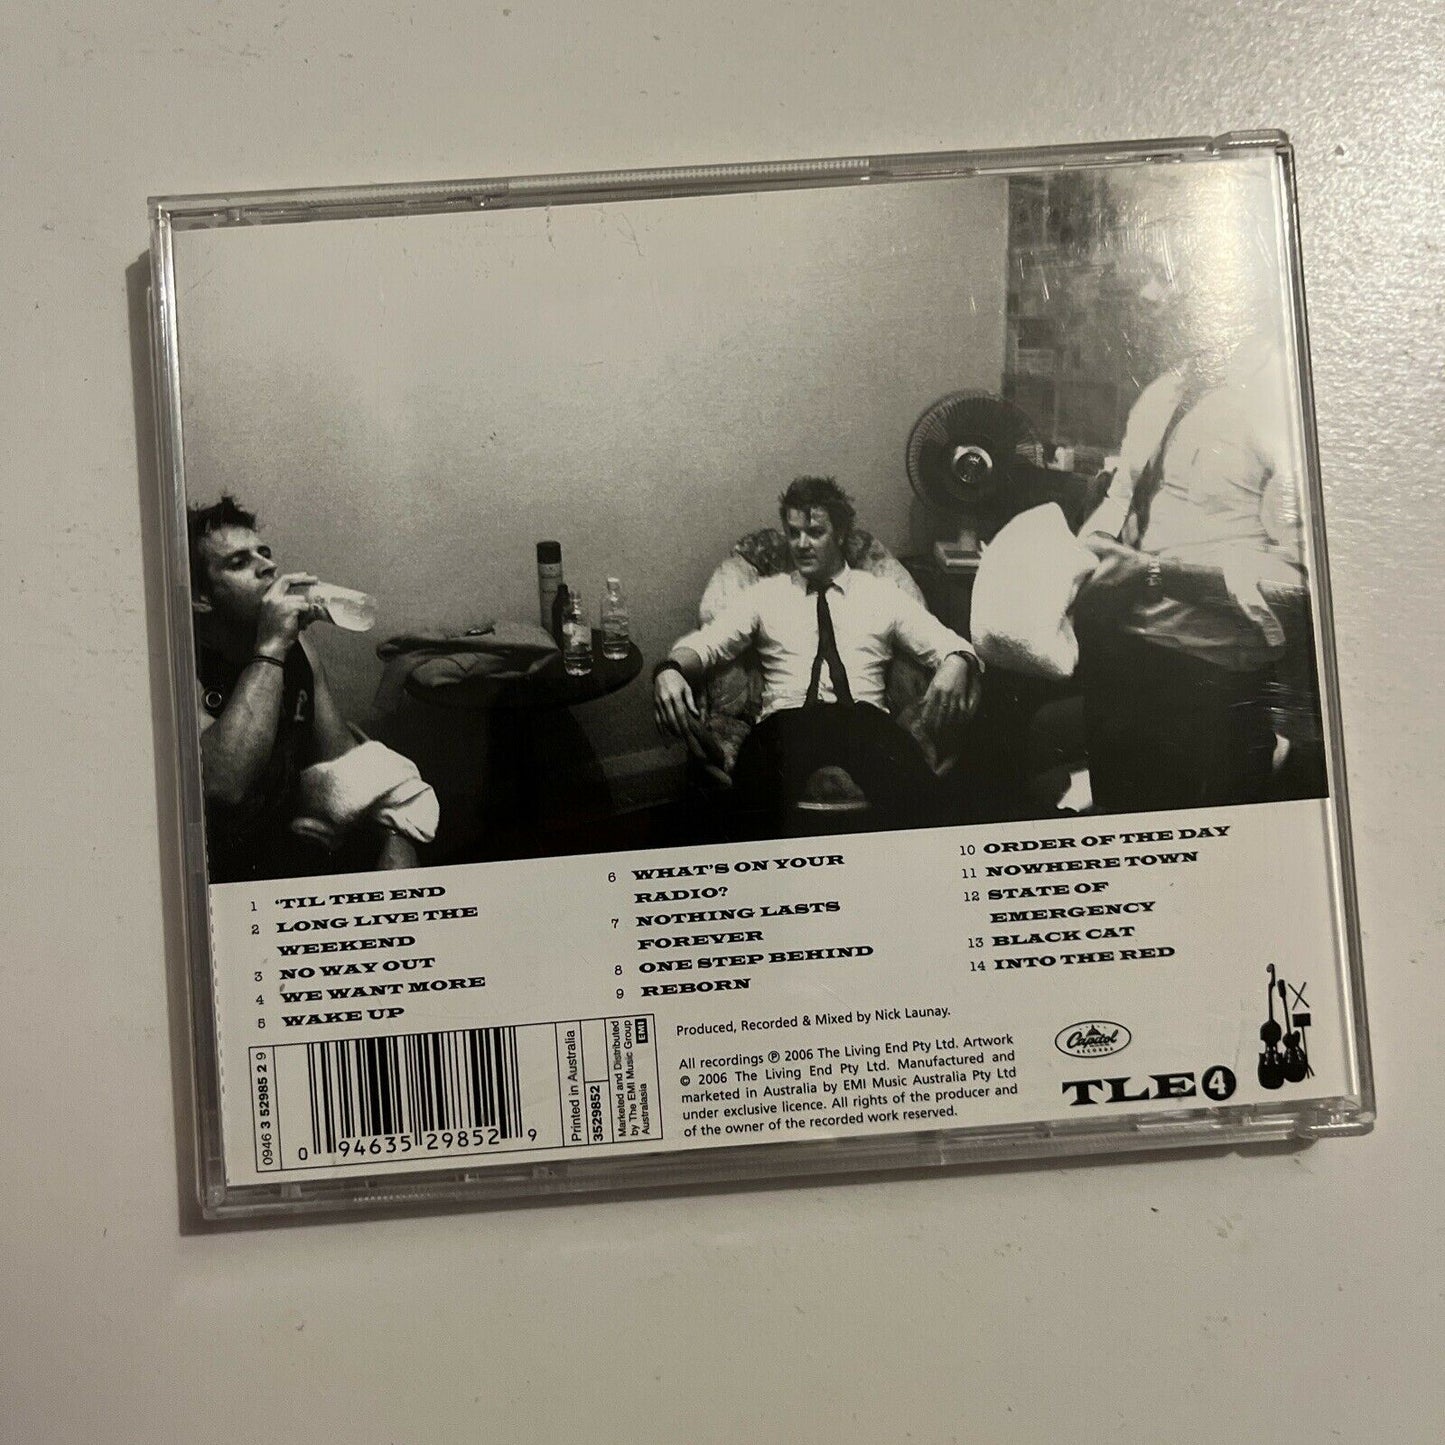 1 'TIL THE END
2 LONG LIVE THE
WEEKEND
3 NO WAY OUT
4 WE WANT MORE
5 WAKE UP
6 WHAT'S ON YOUR
RADIO?
7 NOTHING LASTS
FOREVER
8 ONE STEP BEHIND
9 REBORN
10 ORDER OF THE DAY
11 NOWHERE TOWN
12 STATE OF
EMERGENCY
13 BLACK CAT
14 INTO THE RED
0946 3 52985 2 9
0 94635 29852 9
Printed in Australia
3529852
Marketed and Distributed
by The EMI Music Group
Australasia
EMI
Produced, Recorded & Mixed by Nick Launay.
All recordings ℗ 2006 The Living End Pty Ltd. Artwork
© 2006 The Living End Pty Ltd. Manufactured and
marketed in Australia by EMI Music Australia Pty Ltd
under exclusive licence. All rights of the producer and
of the owner of the recorded work reserved.
Capitol
RECORDS
TLE 4